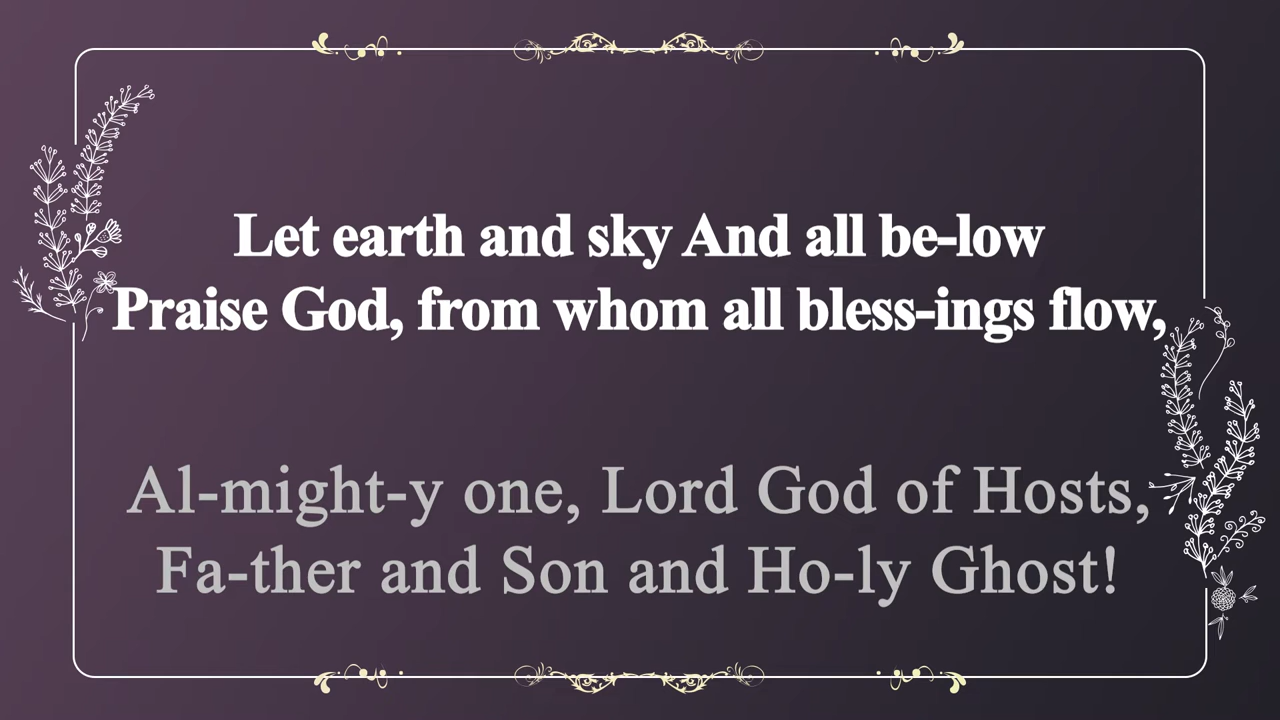 Let earth and sky And all be-low
Praise God, from whom all bless-ings flow,
Al-might-y one, Lord God of Hosts,
Fa-ther and Son and Ho-ly Ghost!